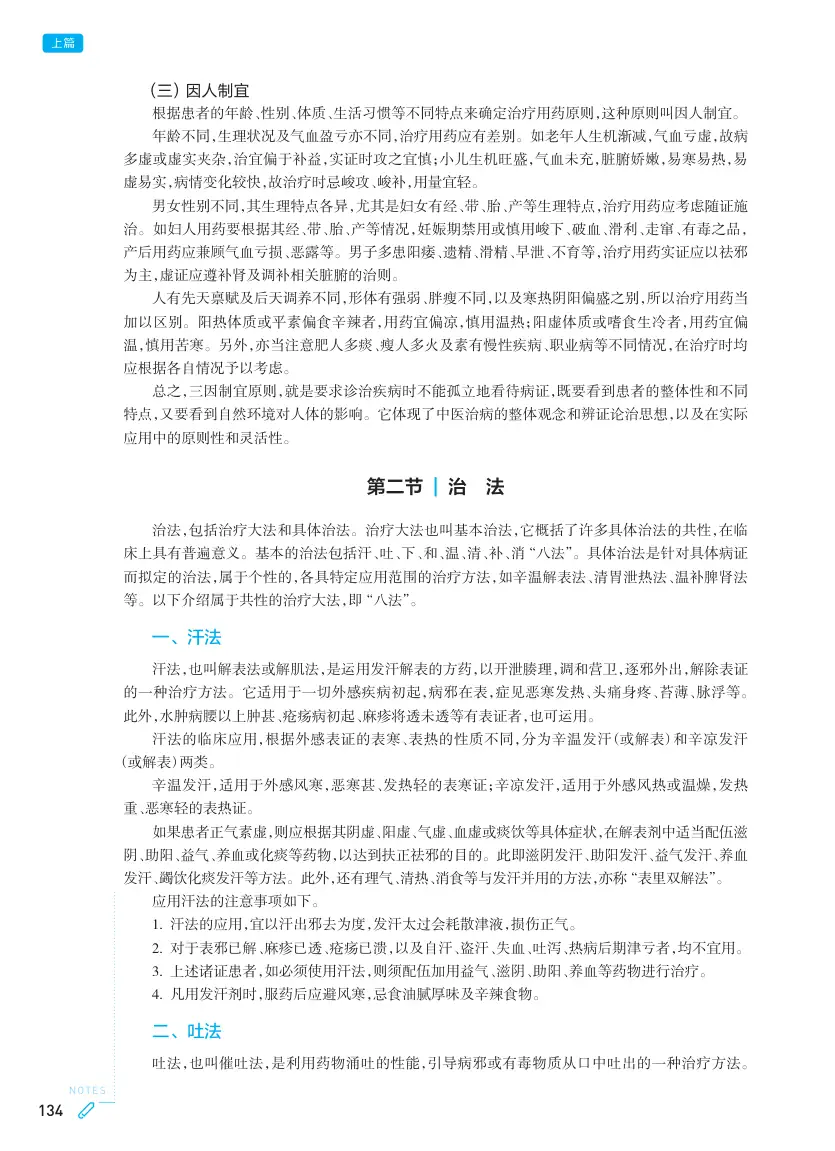 上篇
（三）因人制宜
根据患者的年龄、性别、体质、生活习惯等不同特点来确定治疗用药原则，这种原则叫因人制宜。
年龄不同，生理状况及气血盈亏亦不同，治疗用药应有差别。如老年人生机渐减，气血亏虚，故病
多虚或虚实夹杂，治宜偏于补益，实证时攻之宜慎；小儿生机旺盛，气血未充，脏腑娇嫩，易寒易热，易
虚易实，病情变化较快，故治疗时忌峻攻、峻补，用量宜轻。
男女性别不同，其生理特点各异，尤其是妇女有经、带、胎、产等生理特点，治疗用药应考虑随证施
治。如妇人用药要根据其经、带、胎、产等情况，妊娠期禁用或慎用峻下、破血、滑利、走窜、有毒之品，
产后用药应兼顾气血亏损、恶露等。男子多患阳痿、遗精、滑精、早泄、不育等，治疗用药实证应以祛邪
为主，虚证应遵补肾及调补相关脏腑的治则。
人有先天禀赋及后天调养不同，形体有强弱、胖瘦不同，以及寒热阴阳偏盛之别，所以治疗用药当
加以区别。阳热体质或平素偏食辛辣者，用药宜偏凉，慎用温热；阳虚体质或嗜食生冷者，用药宜偏
温，慎用苦寒。另外，亦当注意肥人多痰、瘦人多火及素有慢性疾病、职业病等不同情况，在治疗时均
应根据各自情况予以考虑。
总之，三因制宜原则，就是要求诊治疾病时不能孤立地看待病证，既要看到患者的整体性和不同
特点，又要看到自然环境对人体的影响。它体现了中医治病的整体观念和辨证论治思想，以及在实际
应用中的原则性和灵活性。
第二节 | 治　法
治法，包括治疗大法和具体治法。治疗大法也叫基本治法，它概括了许多具体治法的共性，在临
床上具有普遍意义。基本的治法包括汗、吐、下、和、温、清、补、消“八法”。具体治法是针对具体病证
而拟定的治法，属于个性的，各具特定应用范围的治疗方法，如辛温解表法、清胃泄热法、温补脾肾法
等。以下介绍属于共性的治疗大法，即“八法”。
一、汗法
汗法，也叫解表法或解肌法，是运用发汗解表的方药，以开泄腠理，调和营卫，逐邪外出，解除表证
的一种治疗方法。它适用于一切外感疾病初起，病邪在表，症见恶寒发热、头痛身疼、苔薄、脉浮等。
此外，水肿病腰以上肿甚、疮疡病初起、麻疹将透未透等有表证者，也可运用。
汗法的临床应用，根据外感表证的表寒、表热的性质不同，分为辛温发汗（或解表）和辛凉发汗
（或解表）两类。
辛温发汗，适用于外感风寒，恶寒甚、发热轻的表寒证；辛凉发汗，适用于外感风热或温燥，发热
重、恶寒轻的表热证。
如果患者正气素虚，则应根据其阴虚、阳虚、气虚、血虚或痰饮等具体症状，在解表剂中适当配伍滋
阴、助阳、益气、养血或化痰等药物，以达到扶正祛邪的目的。此即滋阴发汗、助阳发汗、益气发汗、养血
发汗、蠲饮化痰发汗等方法。此外，还有理气、清热、消食等与发汗并用的方法，亦称“表里双解法”。
应用汗法的注意事项如下。
1. 汗法的应用，宜以汗出邪去为度，发汗太过会耗散津液，损伤正气。
2. 对于表邪已解、麻疹已透、疮疡已溃，以及自汗、盗汗、失血、吐泻、热病后期津亏者，均不宜用。
3. 上述诸证患者，如必须使用汗法，则须配伍加用益气、滋阴、助阳、养血等药物进行治疗。
4. 凡用发汗剂时，服药后应避风寒，忌食油腻厚味及辛辣食物。
二、吐法
吐法，也叫催吐法，是利用药物涌吐的性能，引导病邪或有毒物质从口中吐出的一种治疗方法。
NOTES
134